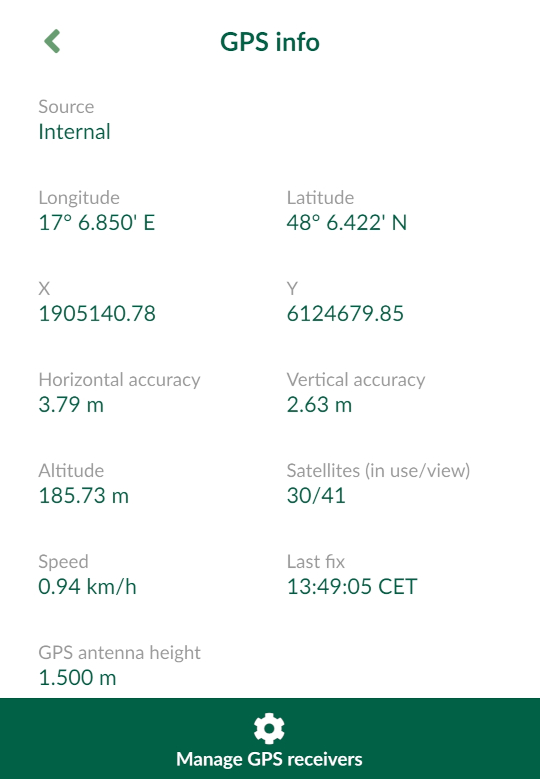 GPS info
Source
Internal
Longitude
17° 6.850' E
Latitude
48° 6.422' N
X
1905140.78
Y
6124679.85
Horizontal accuracy
3.79 m
Vertical accuracy
2.63 m
Altitude
185.73 m
Satellites (in use/view)
30/41
Speed
0.94 km/h
Last fix
13:49:05 CET
GPS antenna height
1.500 m
Manage GPS receivers